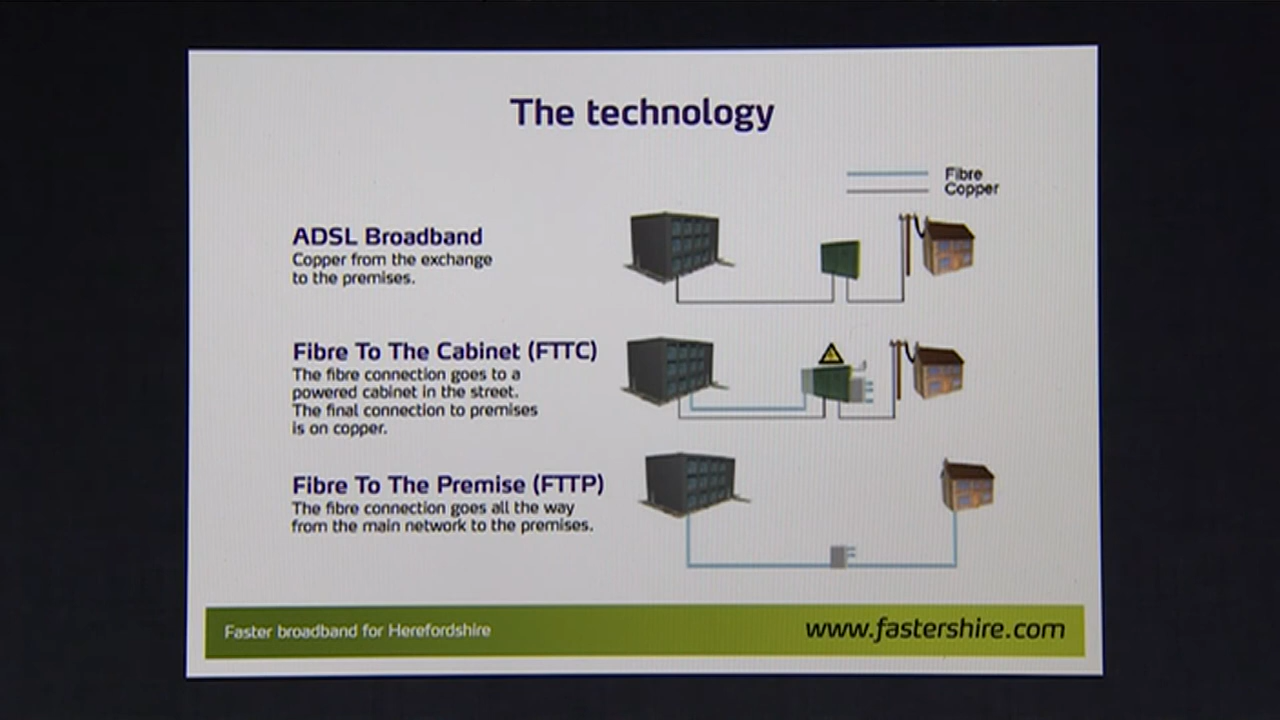 The technology
Fibre
Copper
ADSL Broadband
Copper from the exchange
to the premises.
Fibre To The Cabinet (FTTC)
The fibre connection goes to a
powered cabinet in the street.
The final connection to premises
is on copper.
Fibre To The Premise (FTTP)
The fibre connection goes all the way
from the main network to the premises.
Faster broadband for Herefordshire
www.fastershire.com